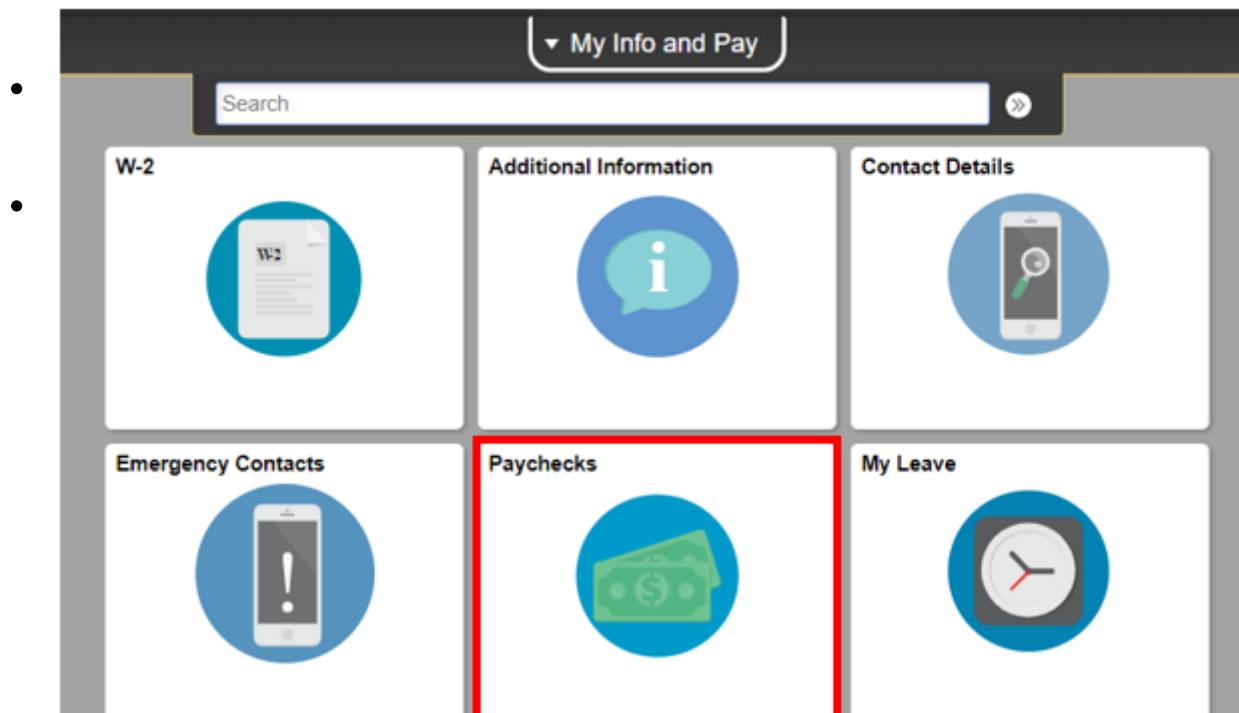 My Info and Pay
Search
W-2
Additional Information
Contact Details
W-2
i
Emergency Contacts
Paychecks
My Leave
!
$